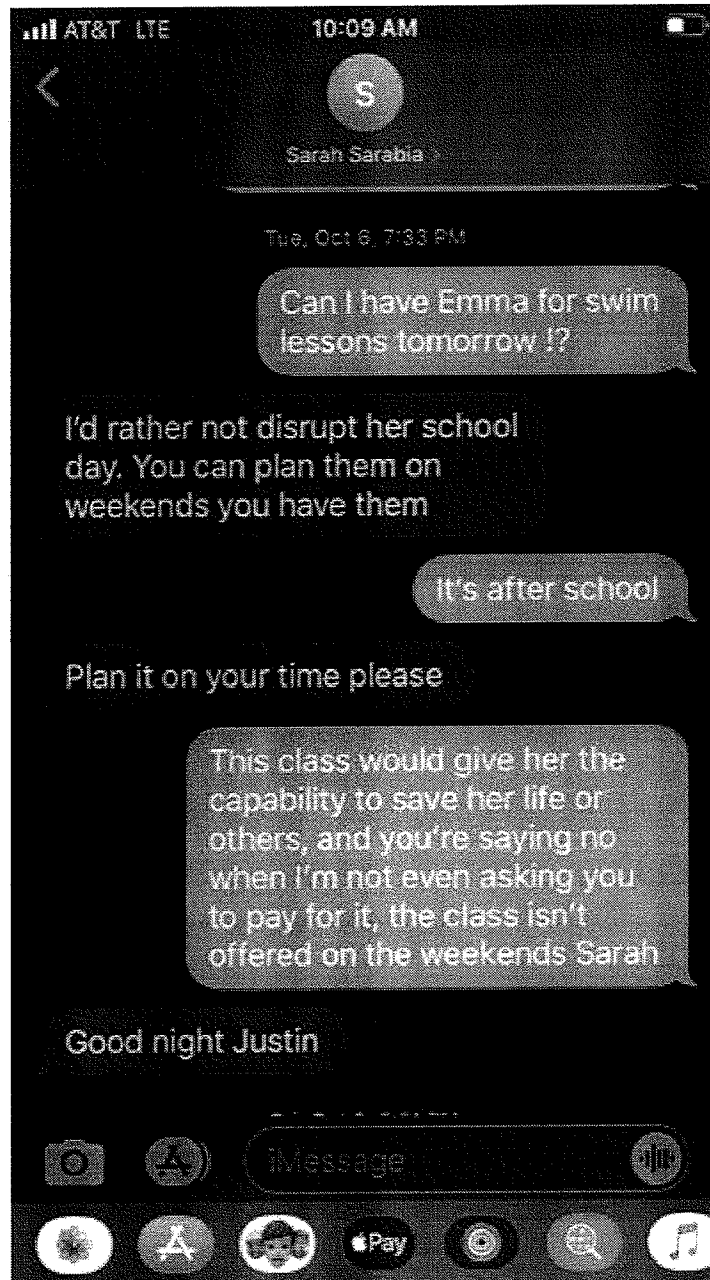 AT&T LTE 10:09 AM
S
Sarah Sarabia
Tue, Oct 6, 7:33 PM
Can I have Emma for swim
lessons tomorrow !?
I'd rather not disrupt her school
day. You can plan them on
weekends you have them
It's after school
Plan it on your time please
This class would give her the
capability to save her life or
others, and you're saying no
when I'm not even asking you
to pay for it, the class isn't
offered on the weekends Sarah
Good night Justin
iMessage
Pay